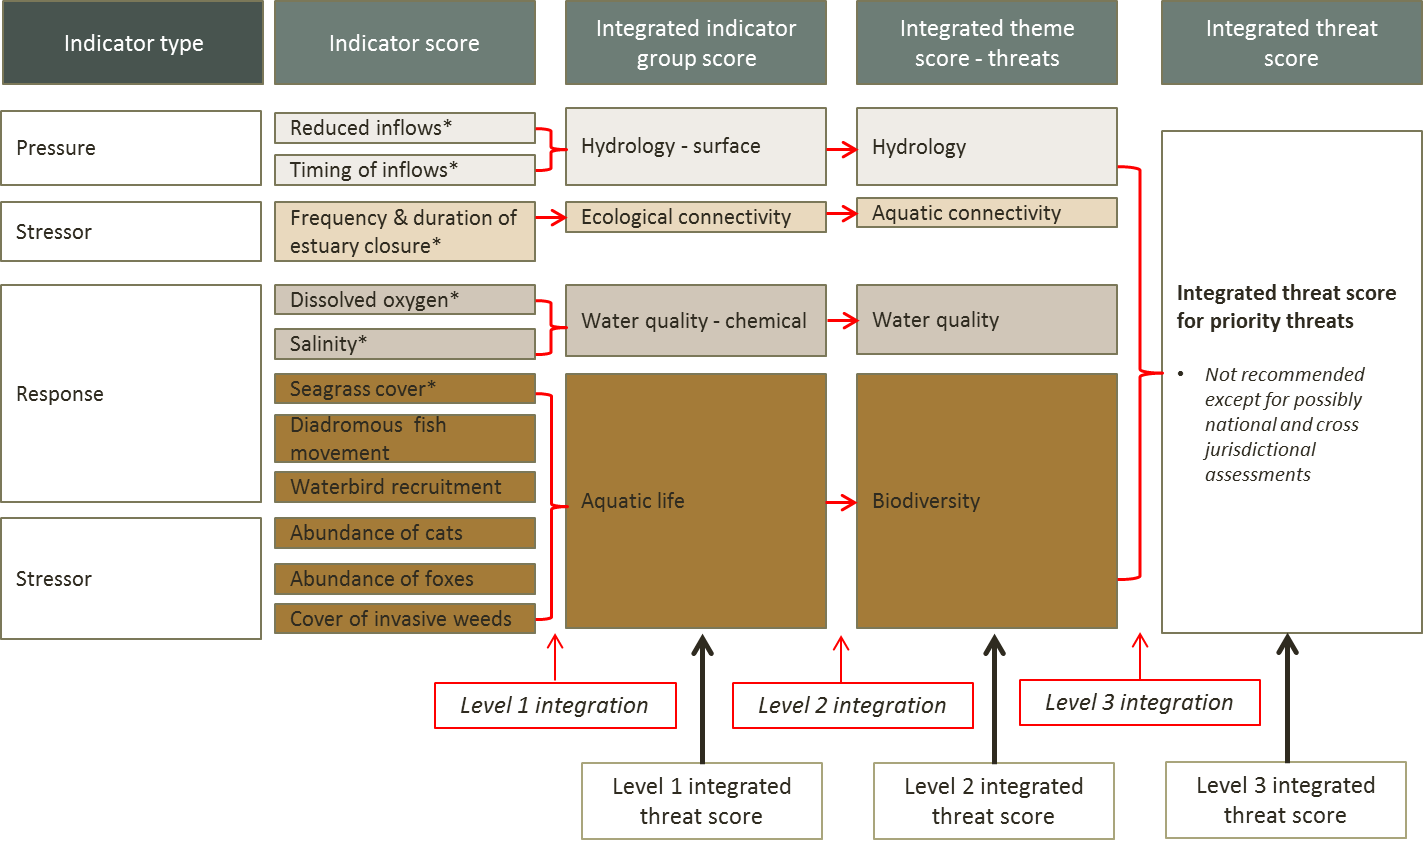 Indicator type
Indicator score
Integrated indicator
group score
Integrated theme
score - threats
Integrated threat
score
Pressure
Reduced inflows*
Timing of inflows*
Hydrology - surface
Hydrology
Stressor
Frequency & duration of
estuary closure*
Ecological connectivity
Aquatic connectivity
Response
Dissolved oxygen*
Salinity*
Water quality - chemical
Water quality
Seagrass cover*
Diadromous fish
movement
Waterbird recruitment
Stressor
Abundance of cats
Abundance of foxes
Cover of invasive weeds
Aquatic life
Biodiversity
Integrated threat score
for priority threats
• Not recommended
except for possibly
national and cross
jurisdictional
assessments
Level 1 integration
Level 2 integration
Level 3 integration
Level 1 integrated
threat score
Level 2 integrated
threat score
Level 3 integrated
threat score